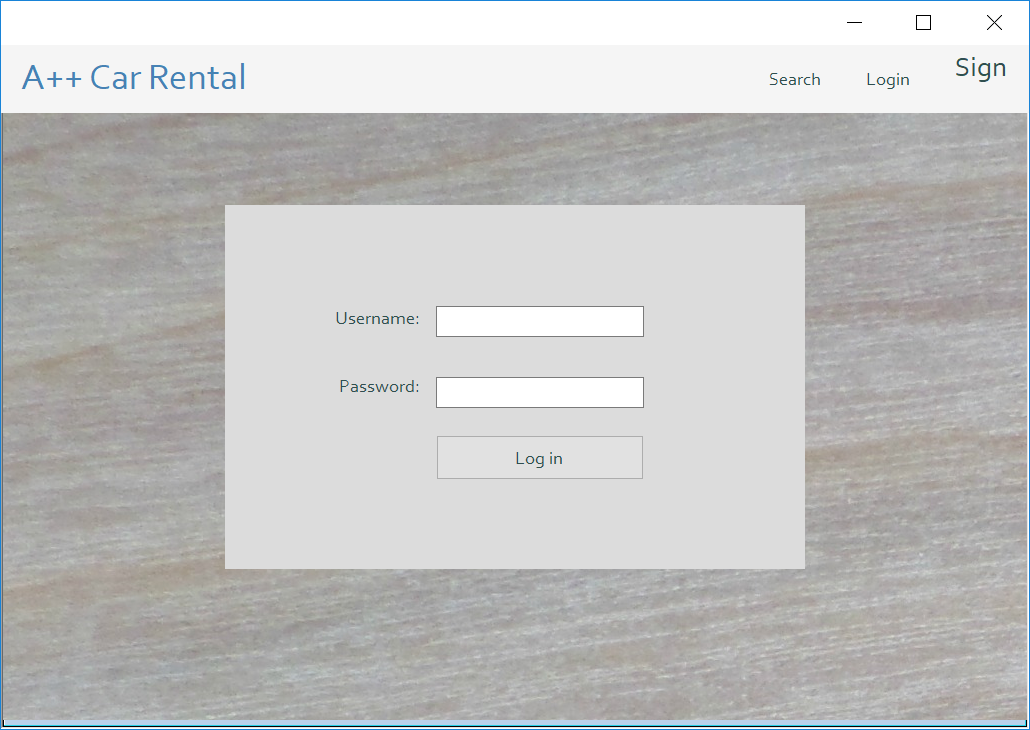 A++ Car Rental
Search
Login
Sign
Username:
Password:
Log in